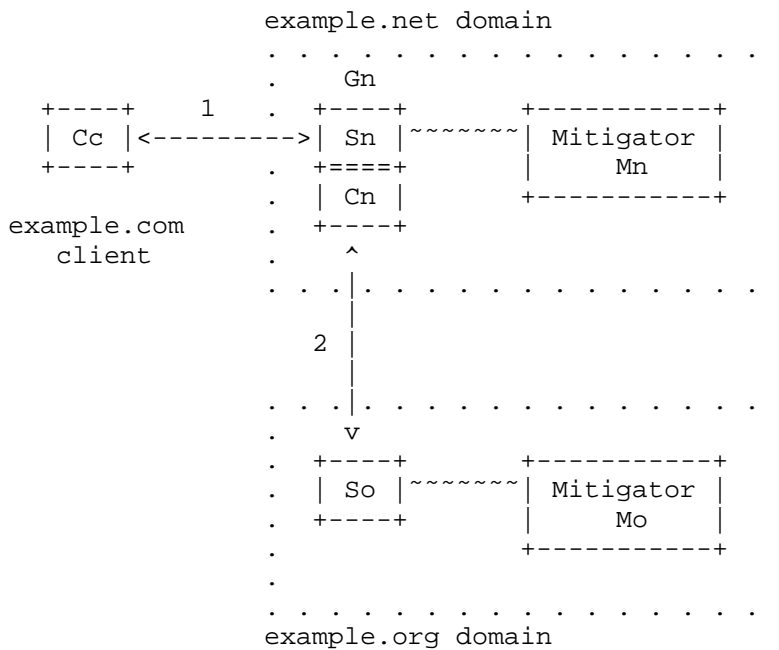 example.net domain
. . . . . . . . . . . . . . . .
.    Gn
+----+     1    .  +----+       +-----------+
| Cc |<--------->| Sn |~~~~~~~| Mitigator |
+----+          .  +====+       |     Mn    |
.  | Cn |       +-----------+
example.com     .  +----+
client       .    ^
. . .|. . . . . . . . . . . . .
|
2 |
|
. . .|. . . . . . . . . . . . .
.    v
.  +----+       +-----------+
.  | So |~~~~~~~| Mitigator |
.  +----+       |     Mo    |
.               +-----------+
.
. . . . . . . . . . . . . . . .
example.org domain